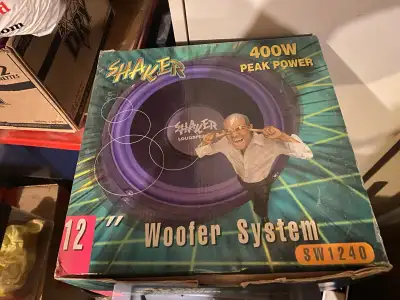 SHAKER
400W
PEAK POWER
SHAKER
12"
Woofer System
SW1240